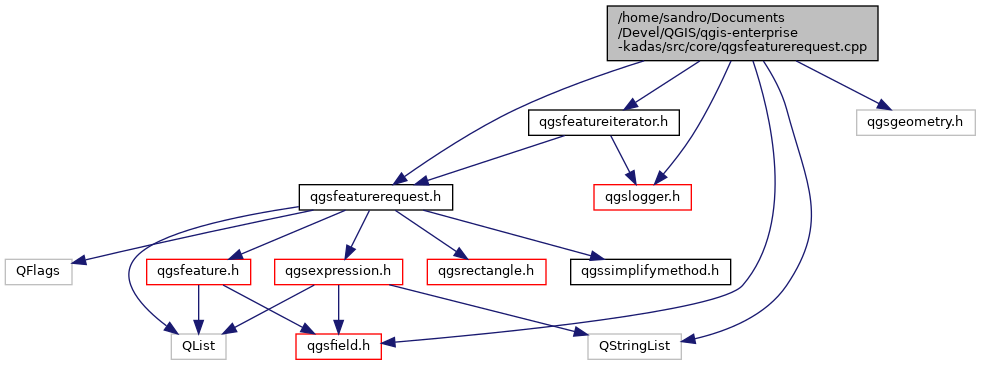 /home/sandro/Documents
/Devel/QGIS/qgis-enterprise
-kadas/src/core/qgsfeaturerequest.cpp
qgsfeatureiterator.h
qgsgeometry.h
qgsfeaturerequest.h
qgslogger.h
QFlags
qgsfeature.h
qgsexpression.h
qgsrectangle.h
qgssimplifymethod.h
QList
qgsfield.h
QStringList